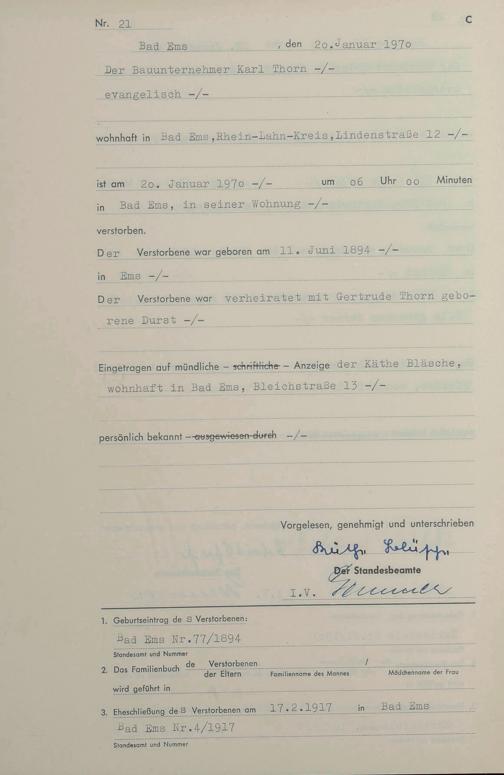 Nr. 21 C
Bad Ems , den 20. Januar 1970
Der Bauunternehmer Karl Thorn -/-
evangelisch -/-
wohnhaft in Bad Ems, Rhein-Lahn-Kreis, Lindenstraße 12 -/-
ist am 20. Januar 1970 -/- um 06 Uhr 00 Minuten
in Bad Ems, in seiner Wohnung -/-
verstorben.
Der Verstorbene war geboren am 11. Juni 1894 -/-
in Ems -/-
Der Verstorbene war verheiratet mit Gertrude Thorn gebo-
rene Durst -/-
Eingetragen auf mündliche – schriftliche – Anzeige der Käthe Bläsche,
wohnhaft in Bad Ems, Bleichstraße 13 -/-
persönlich bekannt – ausgewiesen durch -/-
Vorgelesen, genehmigt und unterschrieben
Der Standesbeamte
I.V.
1. Geburtseintrag des Verstorbenen:
Bad Ems Nr.77/1894
Standesamt und Nummer
2. Das Familienbuch de Verstorbenen /
der Eltern Familienname des Mannes Mädchenname der Frau
wird geführt in
3. Eheschließung des Verstorbenen am 17.2.1917 in Bad Ems
Bad Ems Nr.4/1917
Standesamt und Nummer